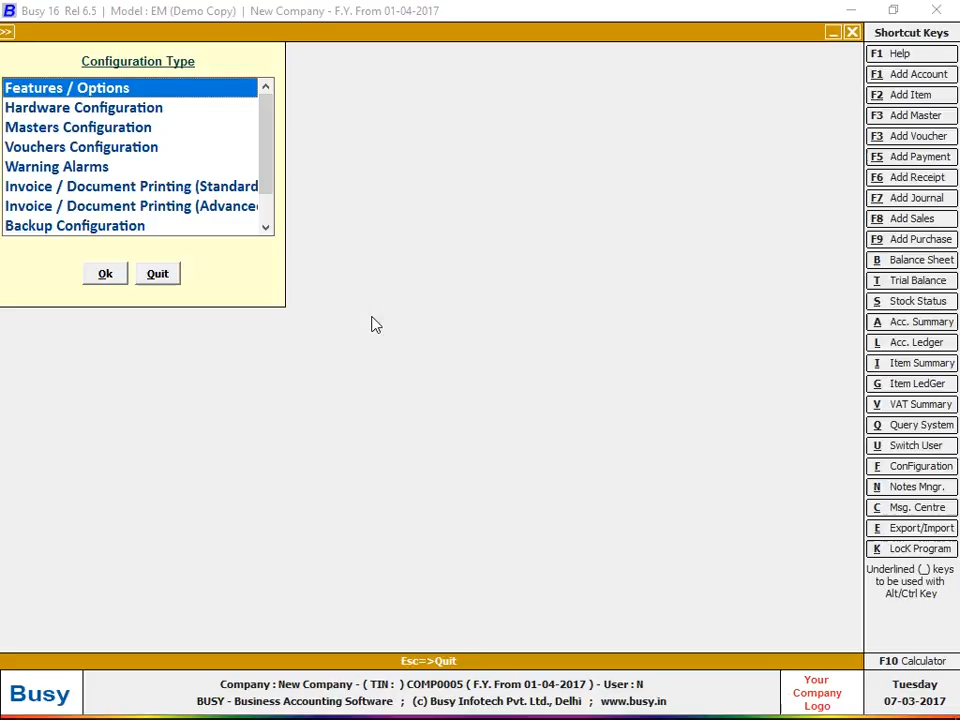 B Busy 16 Rel 6.5 | Model : EM (Demo Copy) | New Company - F.Y. From 01-04-2017
>>
Configuration Type
Features / Options
Hardware Configuration
Masters Configuration
Vouchers Configuration
Warning Alarms
Invoice / Document Printing (Standard
Invoice / Document Printing (Advance
Backup Configuration
Ok Quit
Shortcut Keys
F1 Help
F1 Add Account
F2 Add Item
F3 Add Master
F3 Add Voucher
F5 Add Payment
F6 Add Receipt
F7 Add Journal
F8 Add Sales
F9 Add Purchase
B Balance Sheet
T Trial Balance
S Stock Status
A Acc. Summary
L Acc. Ledger
I Item Summary
G Item LedGer
V VAT Summary
Q Query System
U Switch User
F ConFiguration
N Notes Mngr.
C Msg. Centre
E Export/Import
K LocK Program
Underlined (_) keys
to be used with
Alt/Ctrl Key
Esc=>Quit
F10 Calculator
Busy
Company : New Company - ( TIN : ) COMP0005 ( F.Y. From 01-04-2017 ) - User : N
BUSY - Business Accounting Software ; (c) Busy Infotech Pvt. Ltd., Delhi ; www.busy.in
Your
Company
Logo
Tuesday
07-03-2017